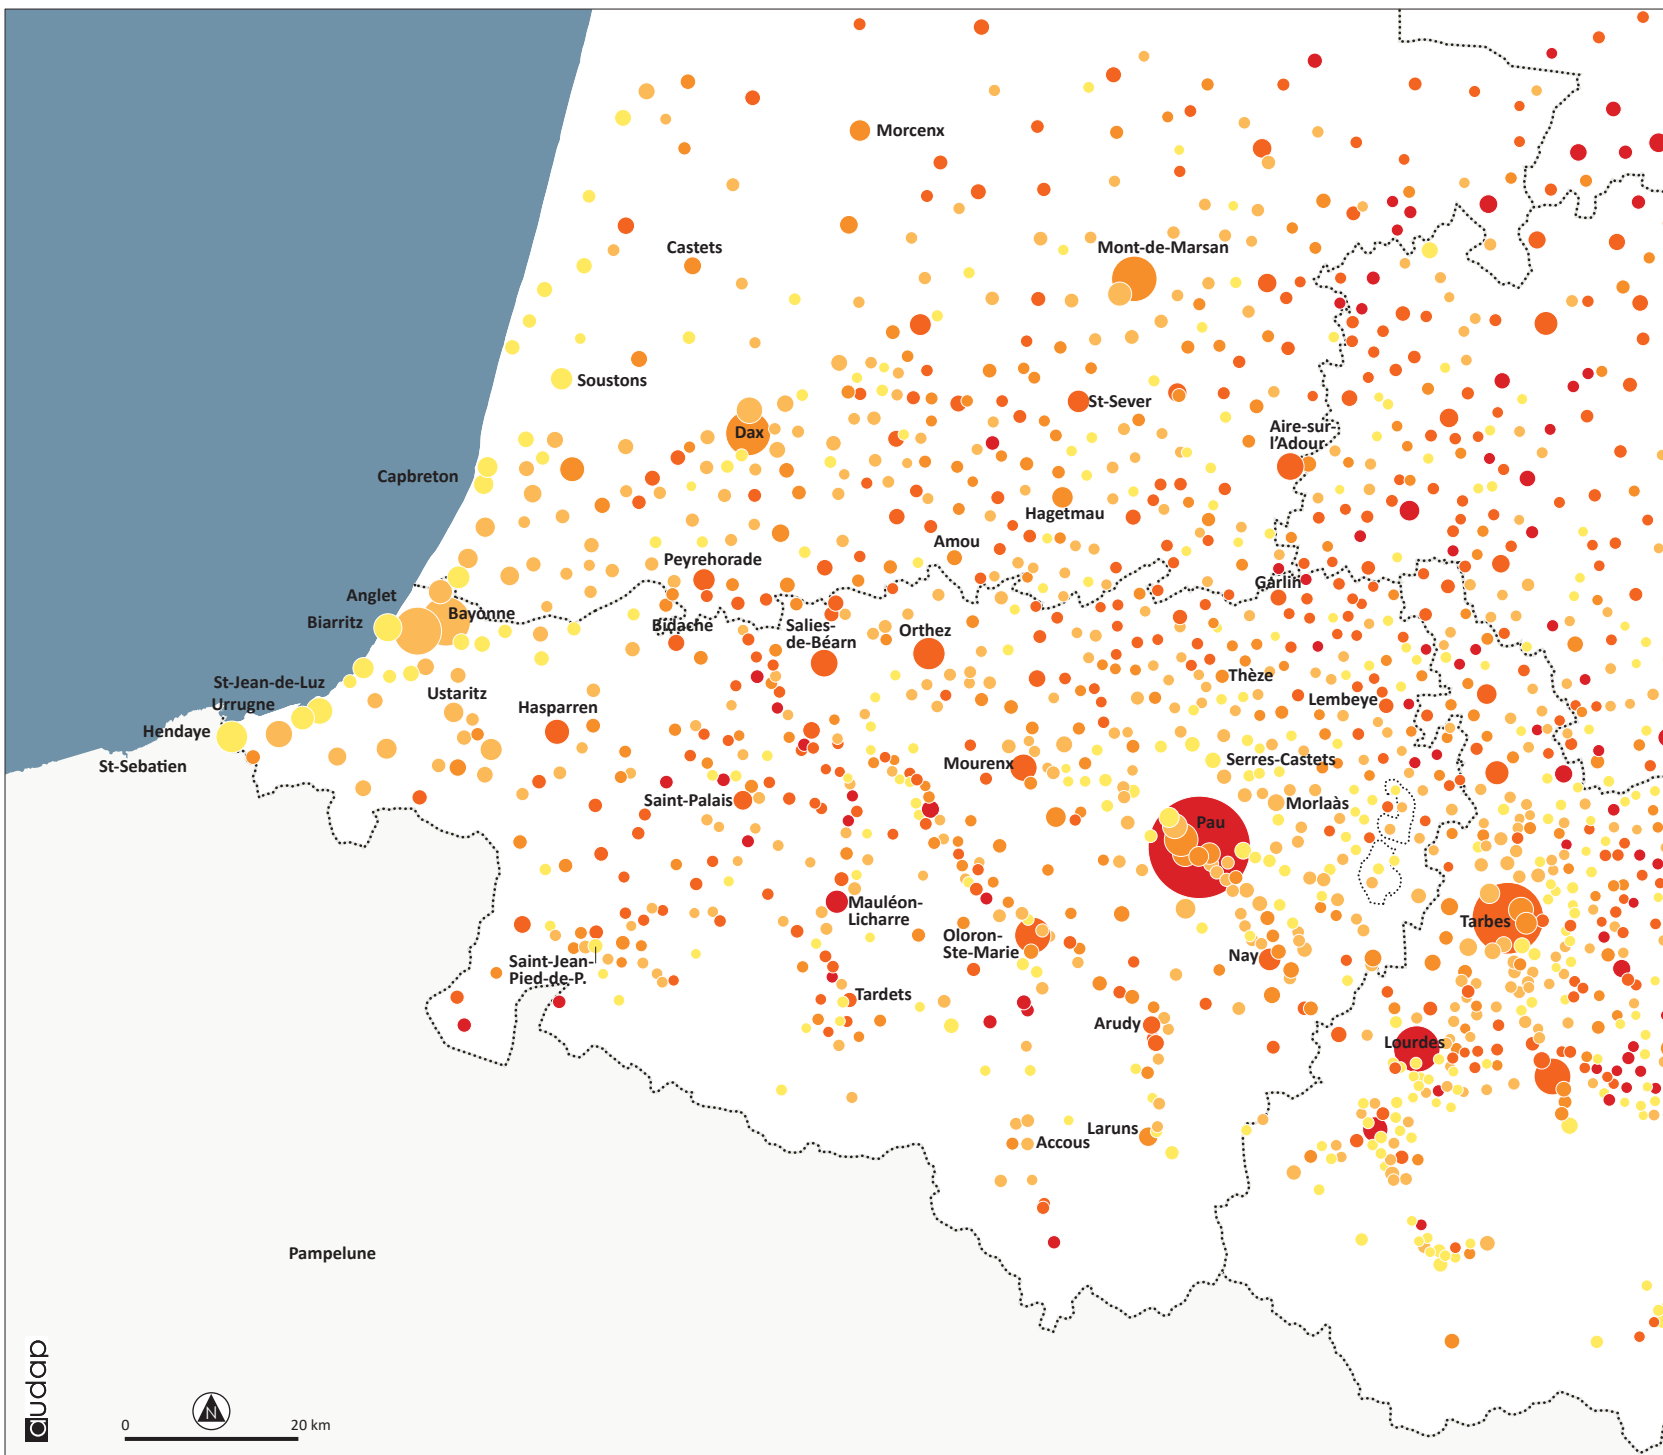 Morcenx
Castets
Mont-de-Marsan
Soustons
St-Sever
Dax
Aire-sur-
l'Adour
Capbreton
Hagetmau
Amou
Peyrehorade
Garlin
Anglet
Bayonne
Biarritz
Bidache
Salies-
de-Béarn
Orthez
Thèze
St-Jean-de-Luz
Ustaritz
Urrugne
Hasparren
Lembeye
Hendaye
St-Sebatien
Mourenx
Serres-Castets
Saint-Palais
Morlaàs
Pau
Mauléon-
Licharre
Tarbes
Oloron-
Ste-Marie
Nay
Saint-Jean-
Pied-de-P.
Tardets
Arudy
Lourdes
Laruns
Accous
Pampelune
audap
N
0 20 km